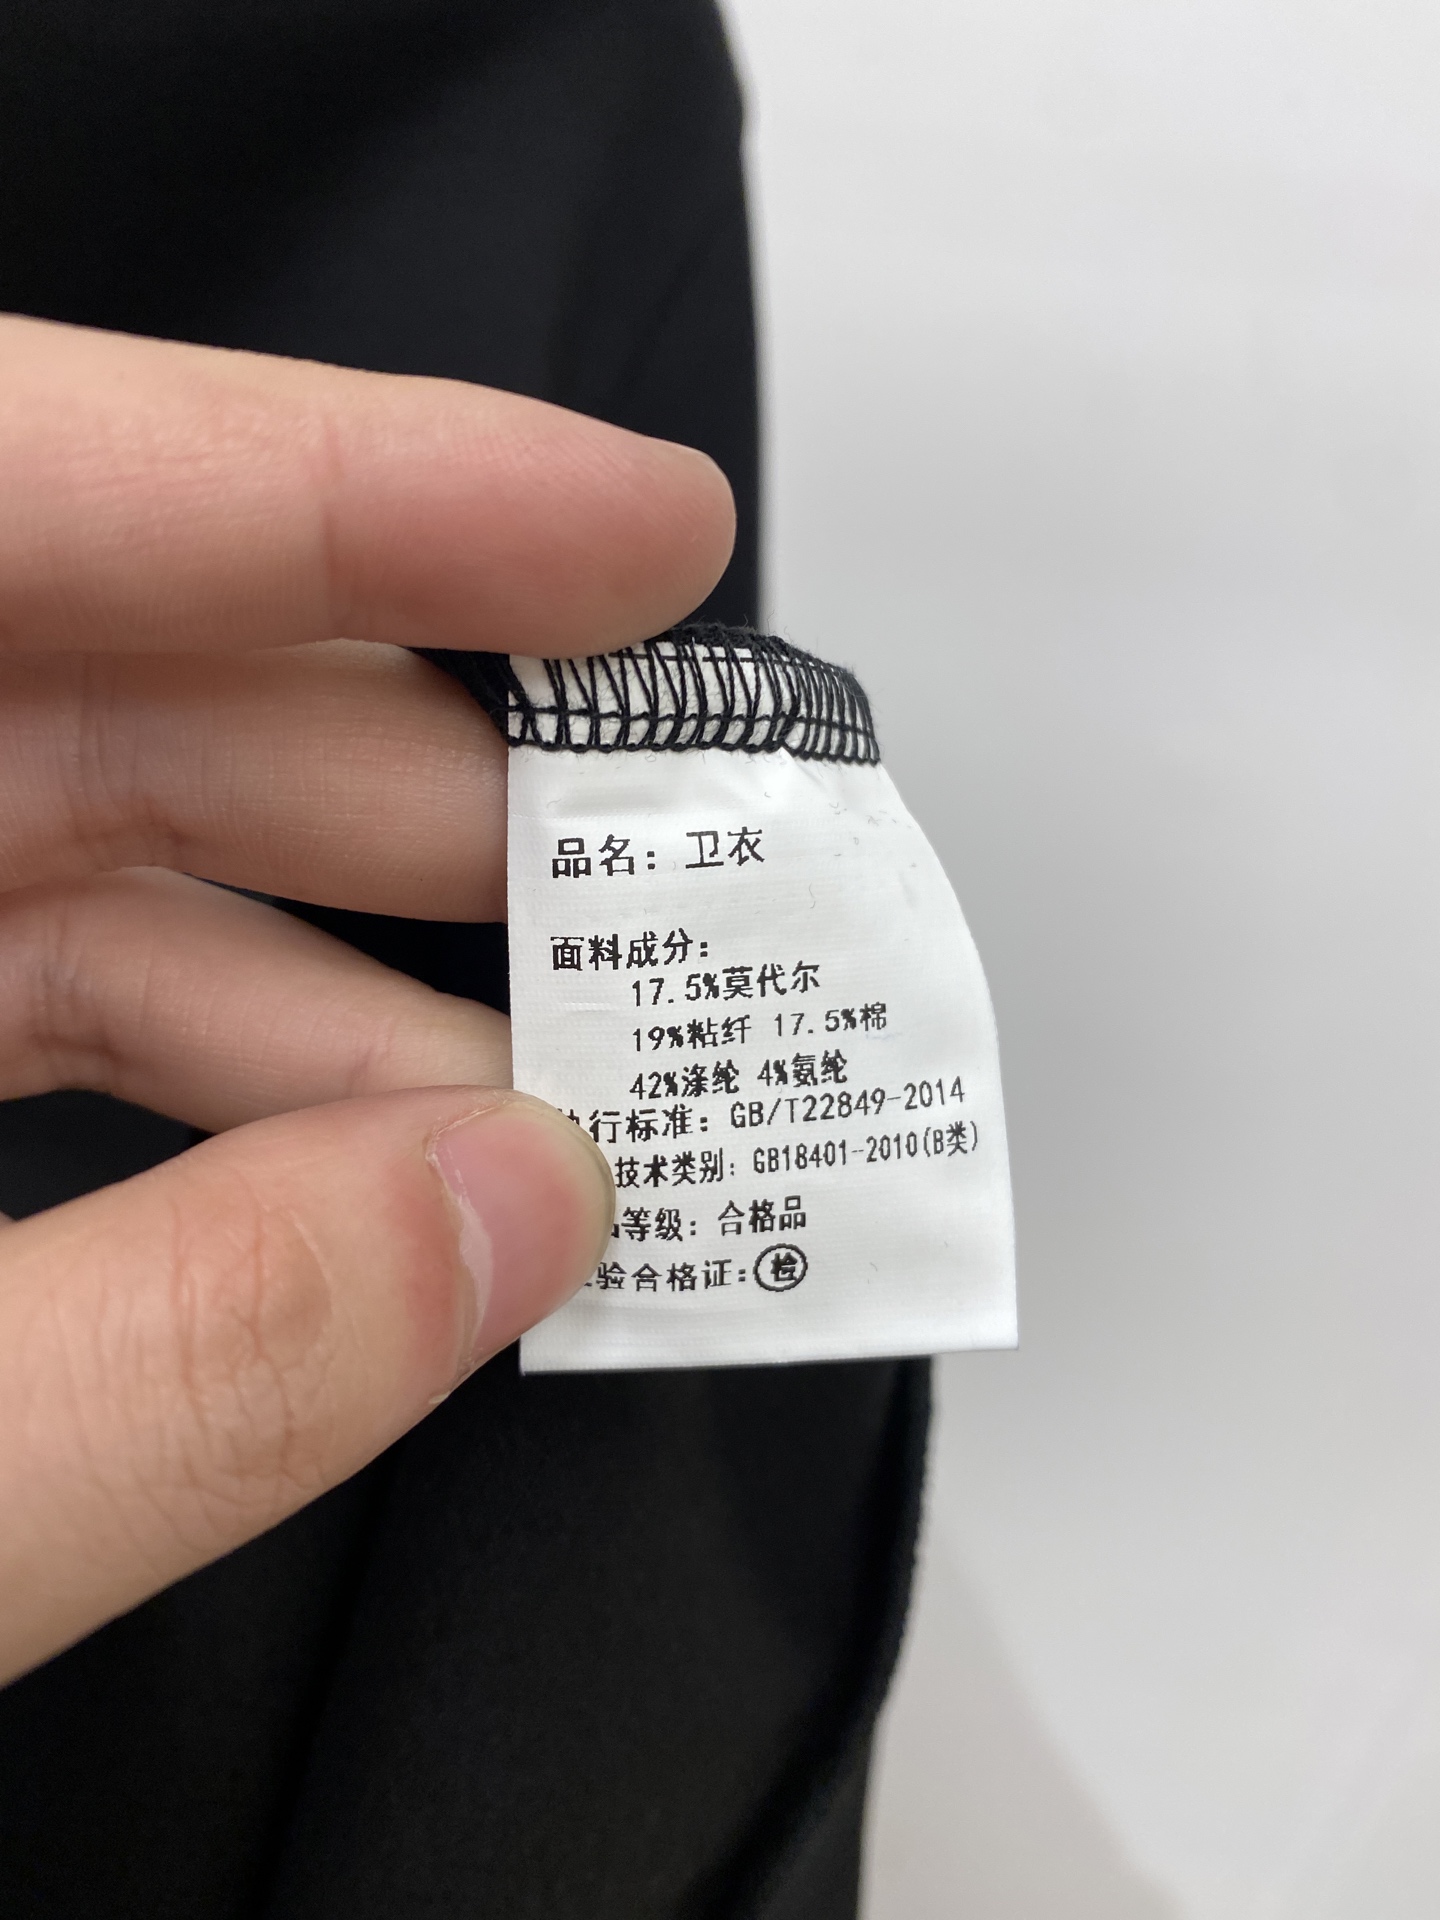 品名：卫衣
面料成分：
17.5%莫代尔
19%粘纤 17.5%棉
42%涤纶 4%氨纶
行标准：GB/T22849-2014
技术类别：GB18401-2010(B类)
等级：合格品
验合格证：检